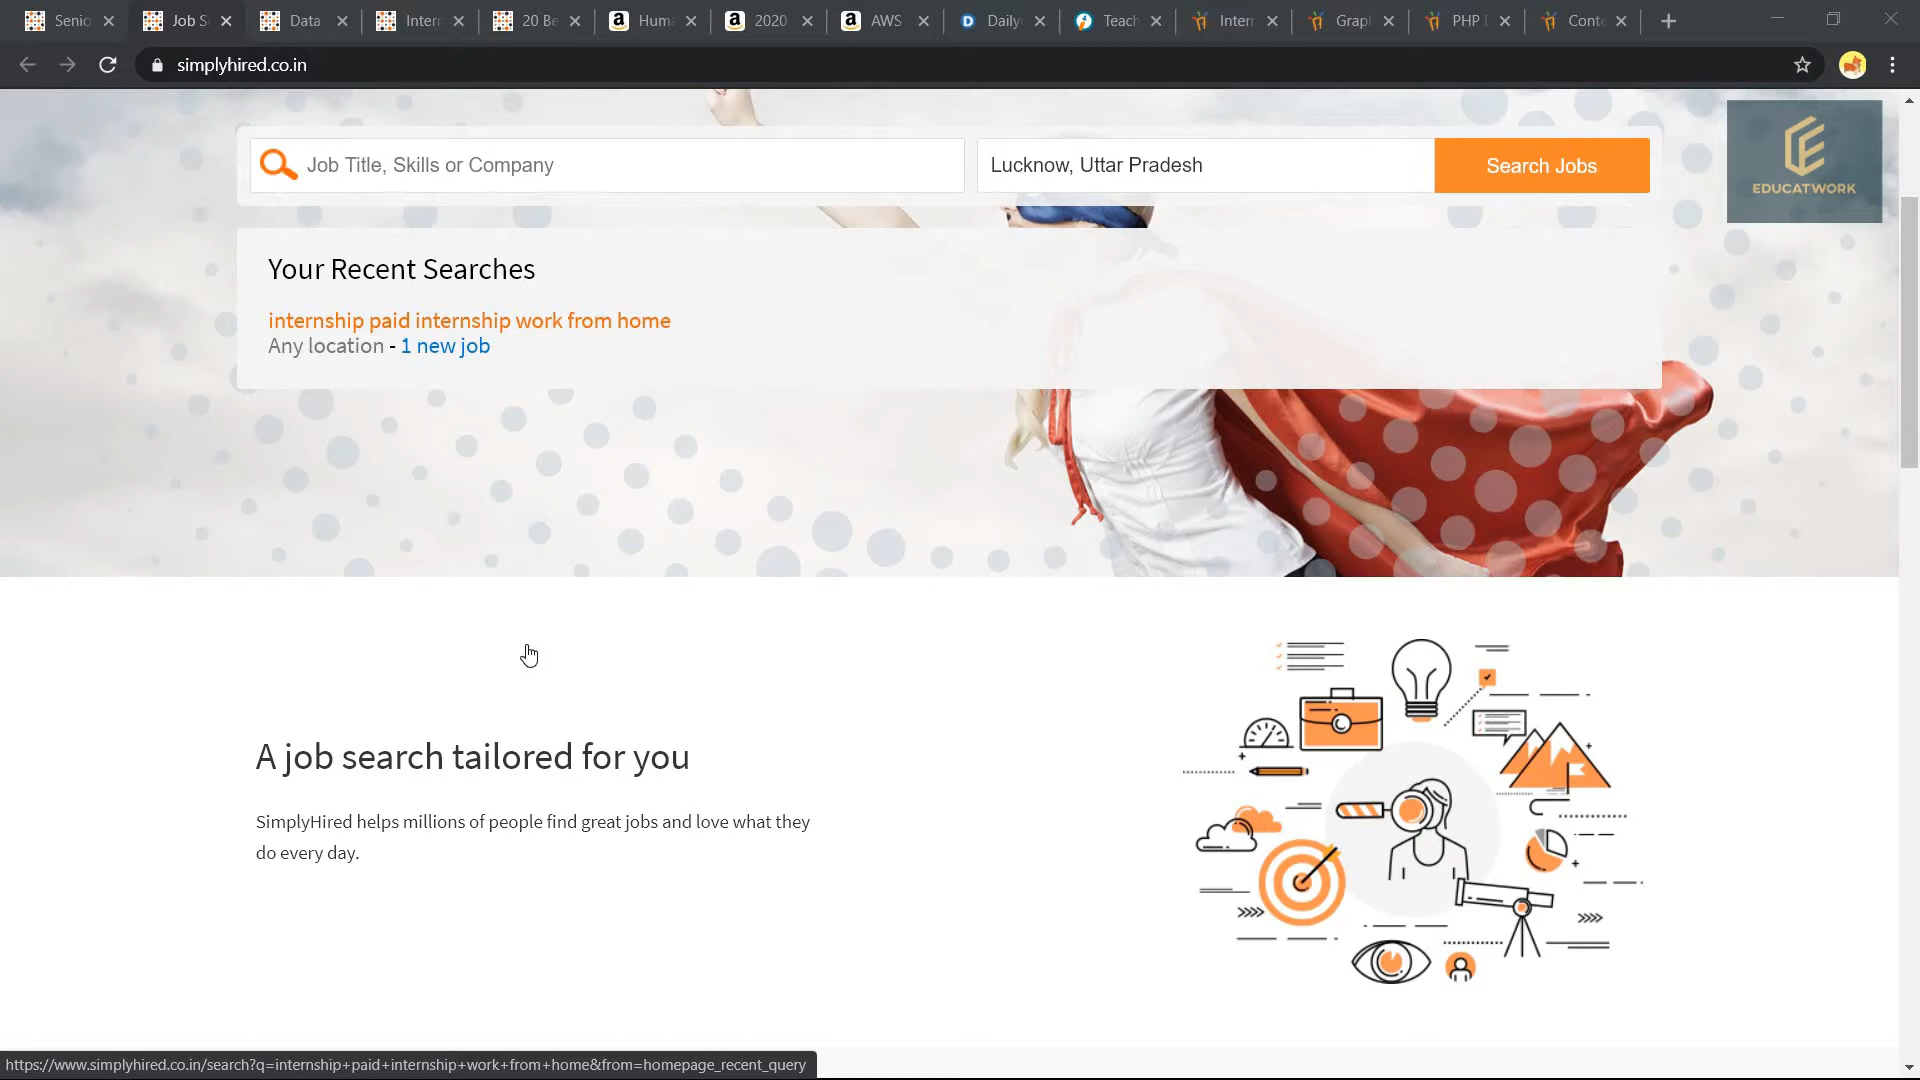 Senio
Job S
Data
Intern
20 Be
Hum
2020
AWS
Daily
Teach
Intern
Grap
PHP
Conte
simplyhired.co.in
Job Title, Skills or Company
Lucknow, Uttar Pradesh
Search Jobs
EDUCATWORK
Your Recent Searches
internship paid internship work from home
Any location - 1 new job
A job search tailored for you
SimplyHired helps millions of people find great jobs and love what they
do every day.
https://www.simplyhired.co.in/search?q=internship+paid+internship+work+from+home&from=homepage_recent_query